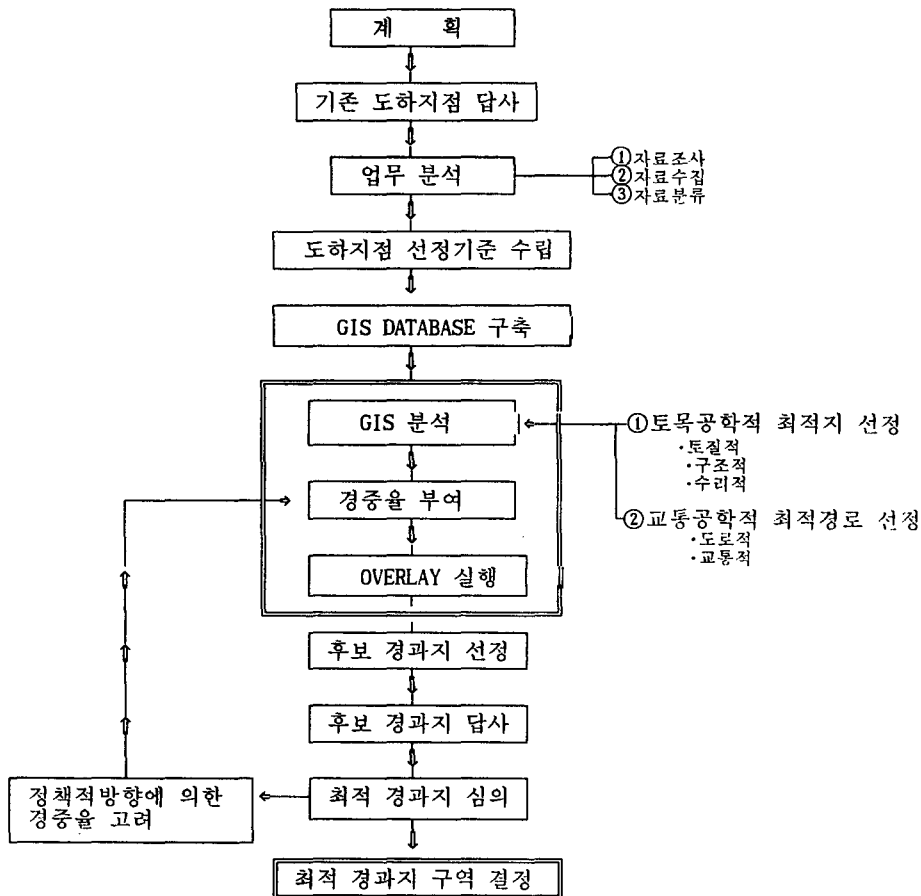 계 획
기존 도하지점 답사
업무 분석
①자료조사
②자료수집
③자료분류
도하지점 선정기준 수립
GIS DATABASE 구축
GIS 분석
①토목공학적 최적지 선정
·토질적
·구조적
·수리적
경중율 부여
②교통공학적 최적경로 선정
·도로적
·교통적
OVERLAY 실행
후보 경과지 선정
후보 경과지 답사
최적 경과지 심의
정책적방향에 의한
경중율 고려
최적 경과지 구역 결정